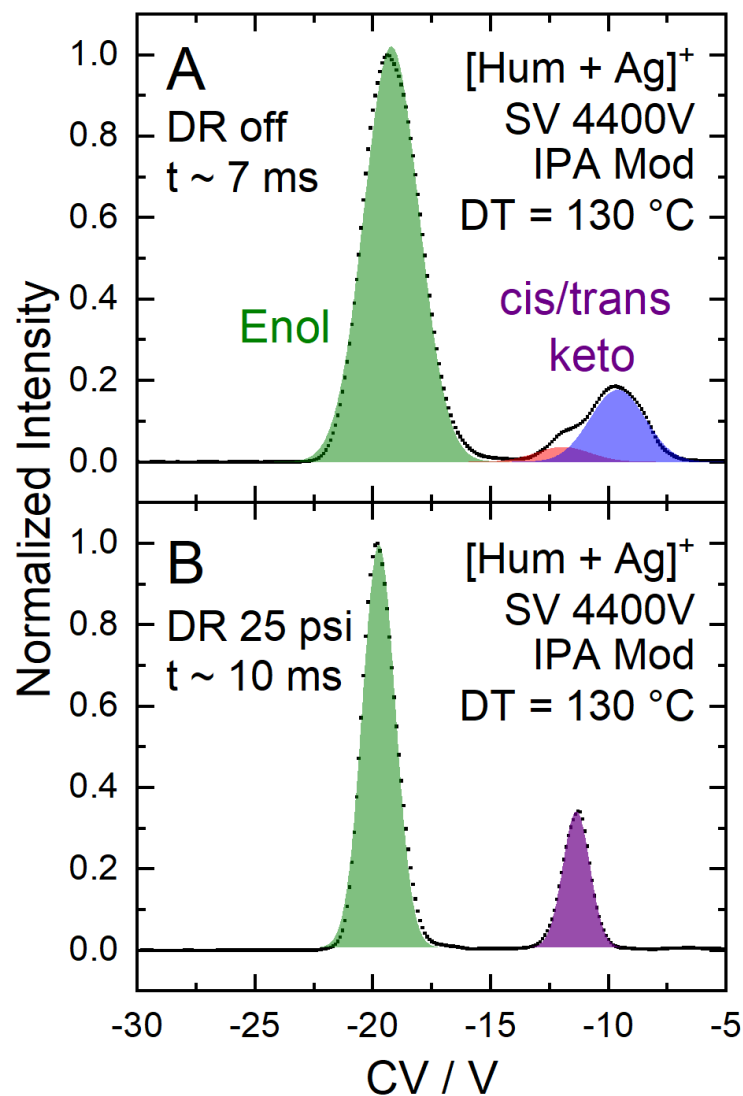 Normalized Intensity
1.0
0.8
0.6
0.4
0.2
0.0
A
DR off
t ~ 7 ms
[Hum + Ag]⁺
SV 4400V
IPA Mod
DT = 130 °C
Enol
cis/trans
keto
1.0
0.8
0.6
0.4
0.2
0.0
B
DR 25 psi
t ~ 10 ms
[Hum + Ag]⁺
SV 4400V
IPA Mod
DT = 130 °C
-30 -25 -20 -15 -10 -5
CV / V